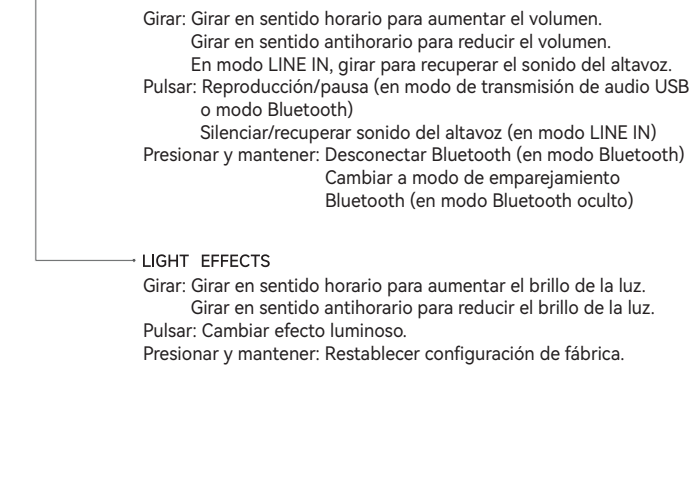 Girar: Girar en sentido horario para aumentar el volumen.
Girar en sentido antihorario para reducir el volumen.
En modo LINE IN, girar para recuperar el sonido del altavoz.
Pulsar: Reproducción/pausa (en modo de transmisión de audio USB
o modo Bluetooth)
Silenciar/recuperar sonido del altavoz (en modo LINE IN)
Presionar y mantener: Desconectar Bluetooth (en modo Bluetooth)
Cambiar a modo de emparejamiento
Bluetooth (en modo Bluetooth oculto)
LIGHT EFFECTS
Girar: Girar en sentido horario para aumentar el brillo de la luz.
Girar en sentido antihorario para reducir el brillo de la luz.
Pulsar: Cambiar efecto luminoso.
Presionar y mantener: Restablecer configuración de fábrica.